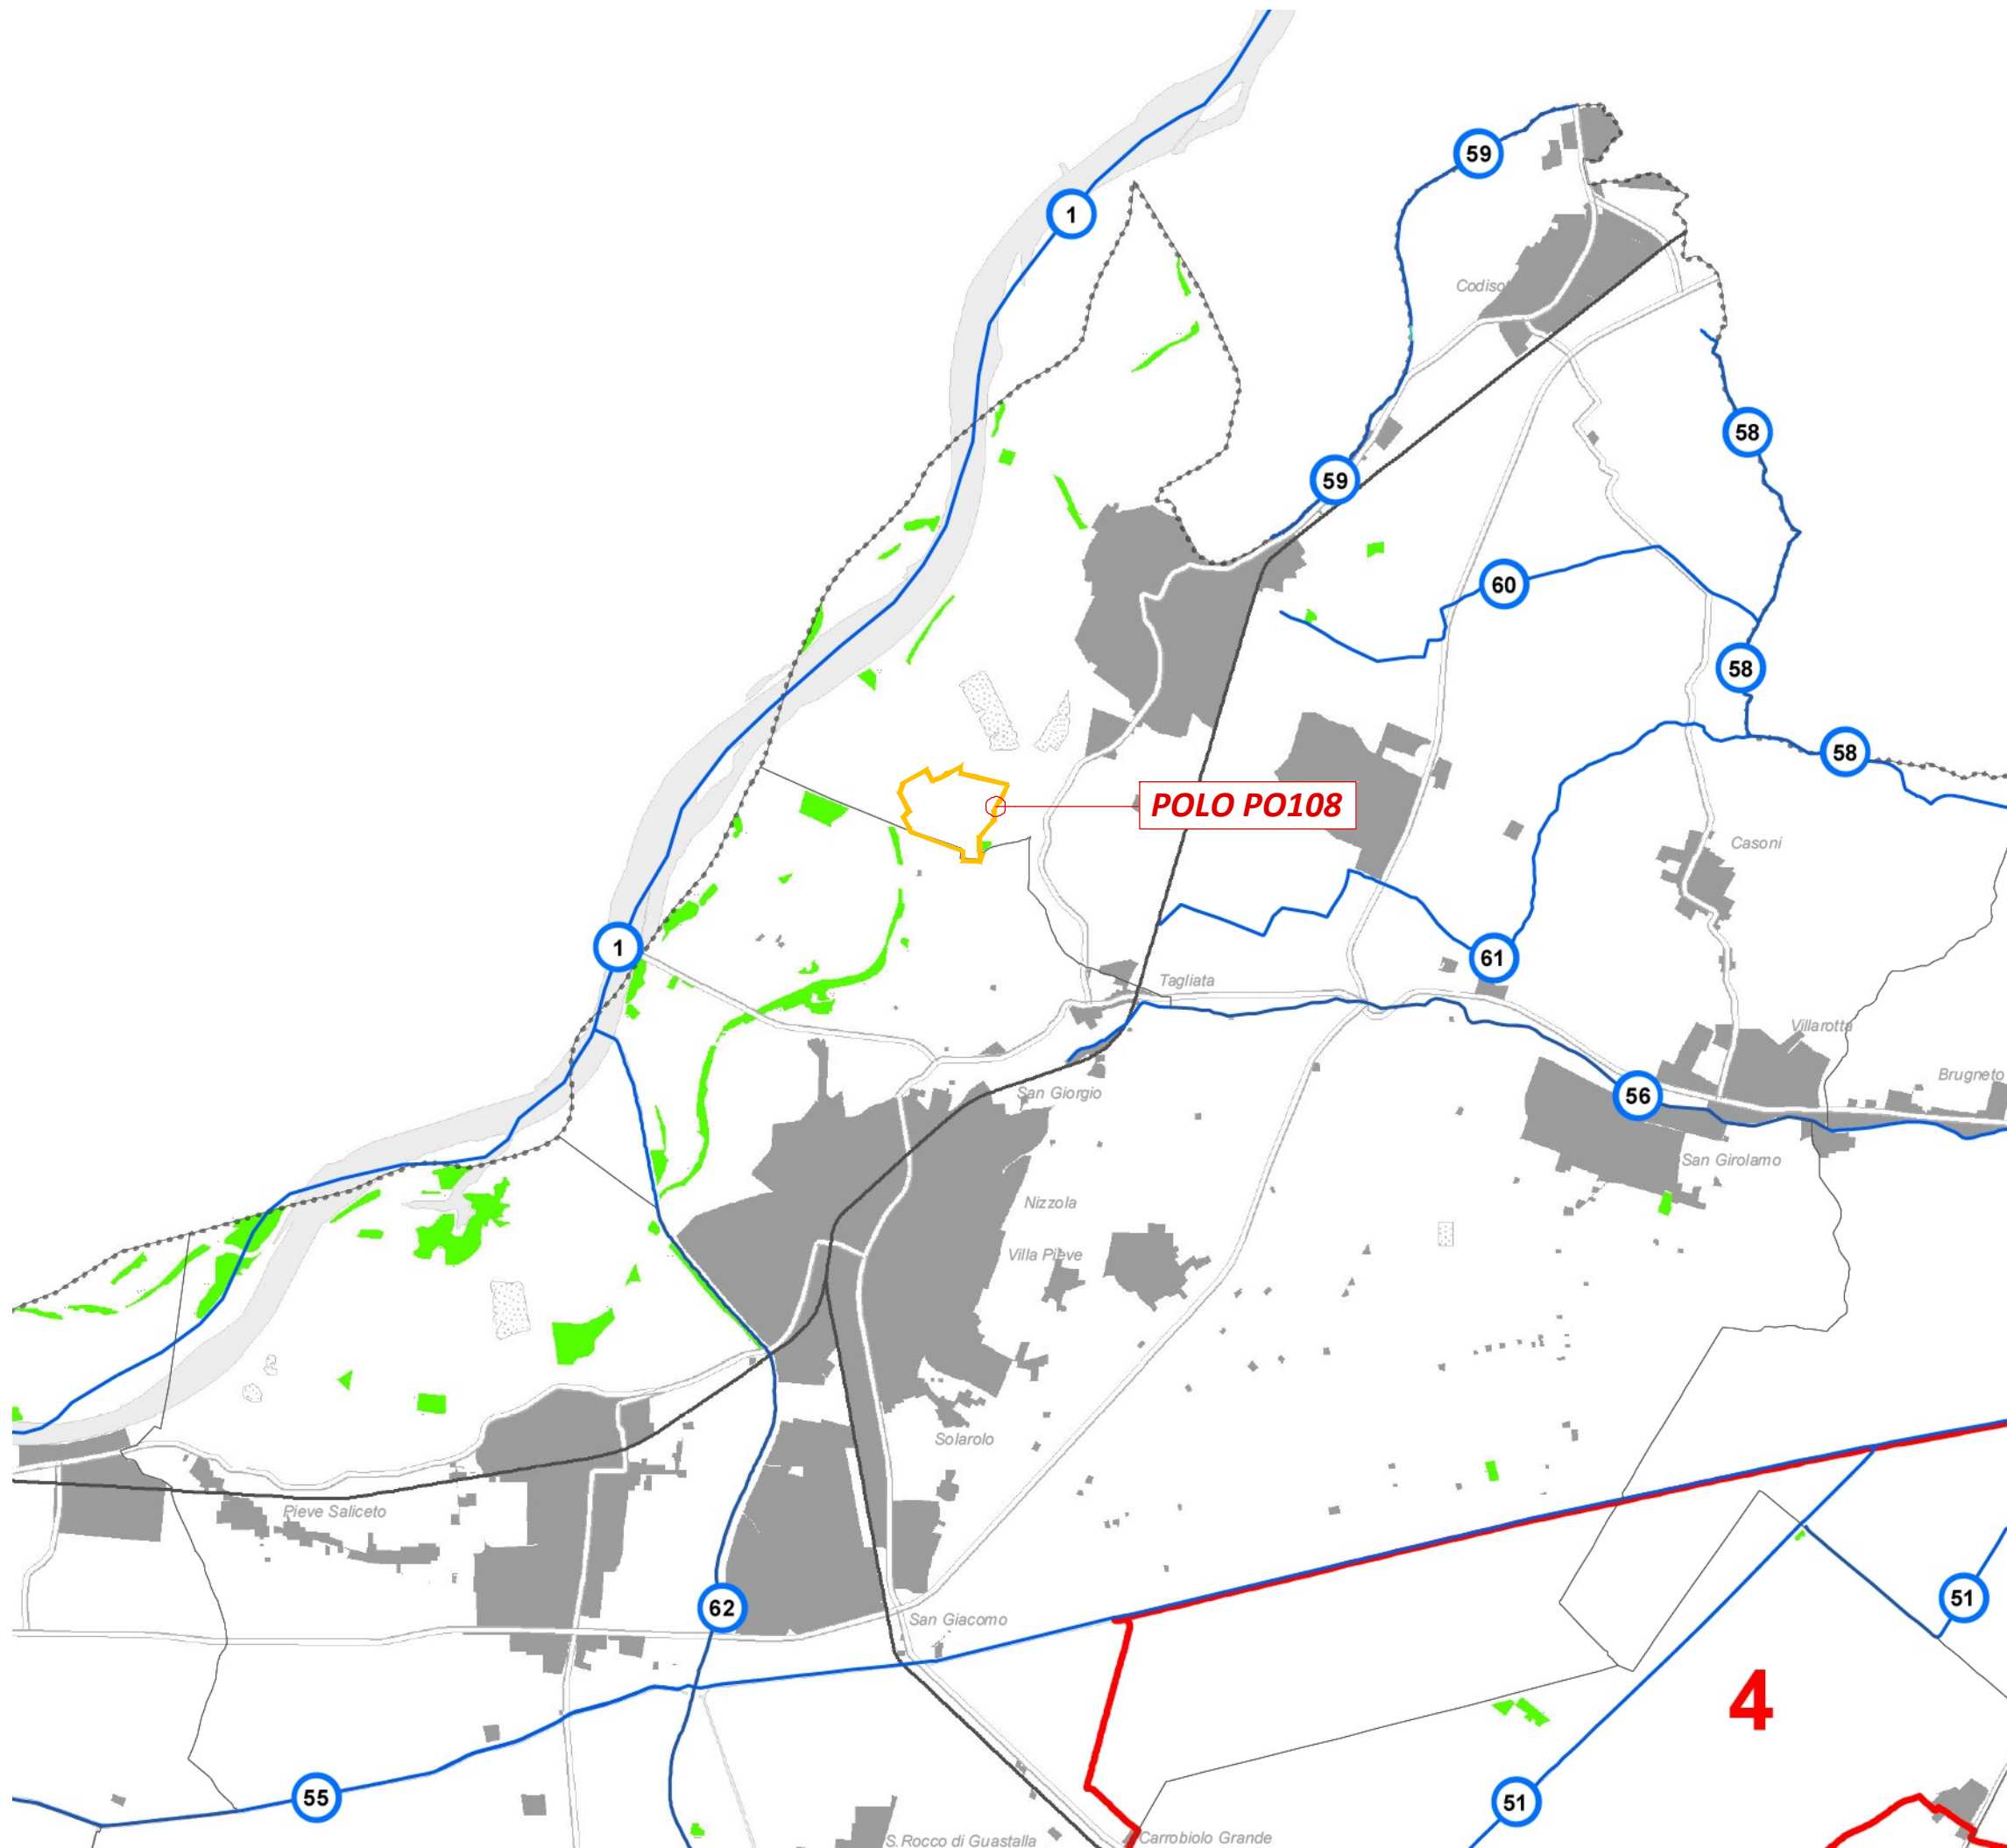 59
1
Codisot
58
59
60
58
58
POLO PO108
Casoni
1
61
Tagliata
Villarotta
Brugneto
San Giorgio
56
San Girolamo
Nizzola
Villa Pieve
Solarolo
Pieve Saliceto
51
62
San Giacomo
4
55
51
S. Rocco di Guastalla
Carrobiolo Grande